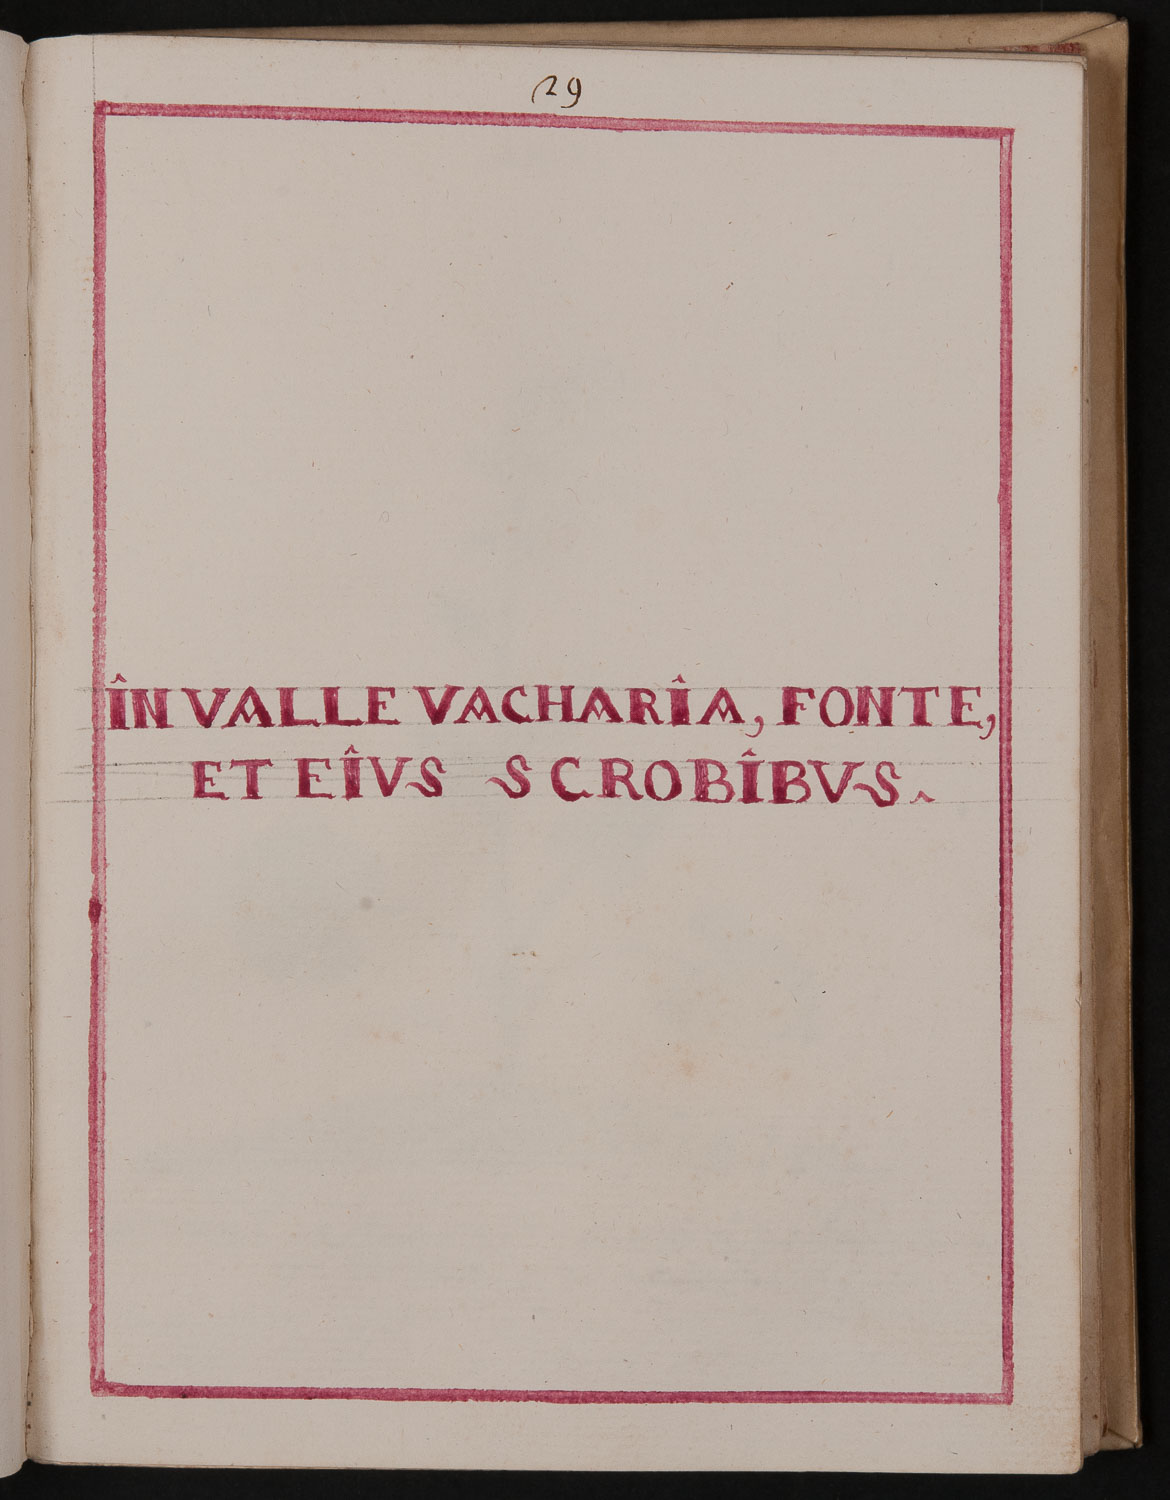 29
ÎN VALLE VACHARÎA, FONTE,
ET EÎVS SCROBÎBVS.